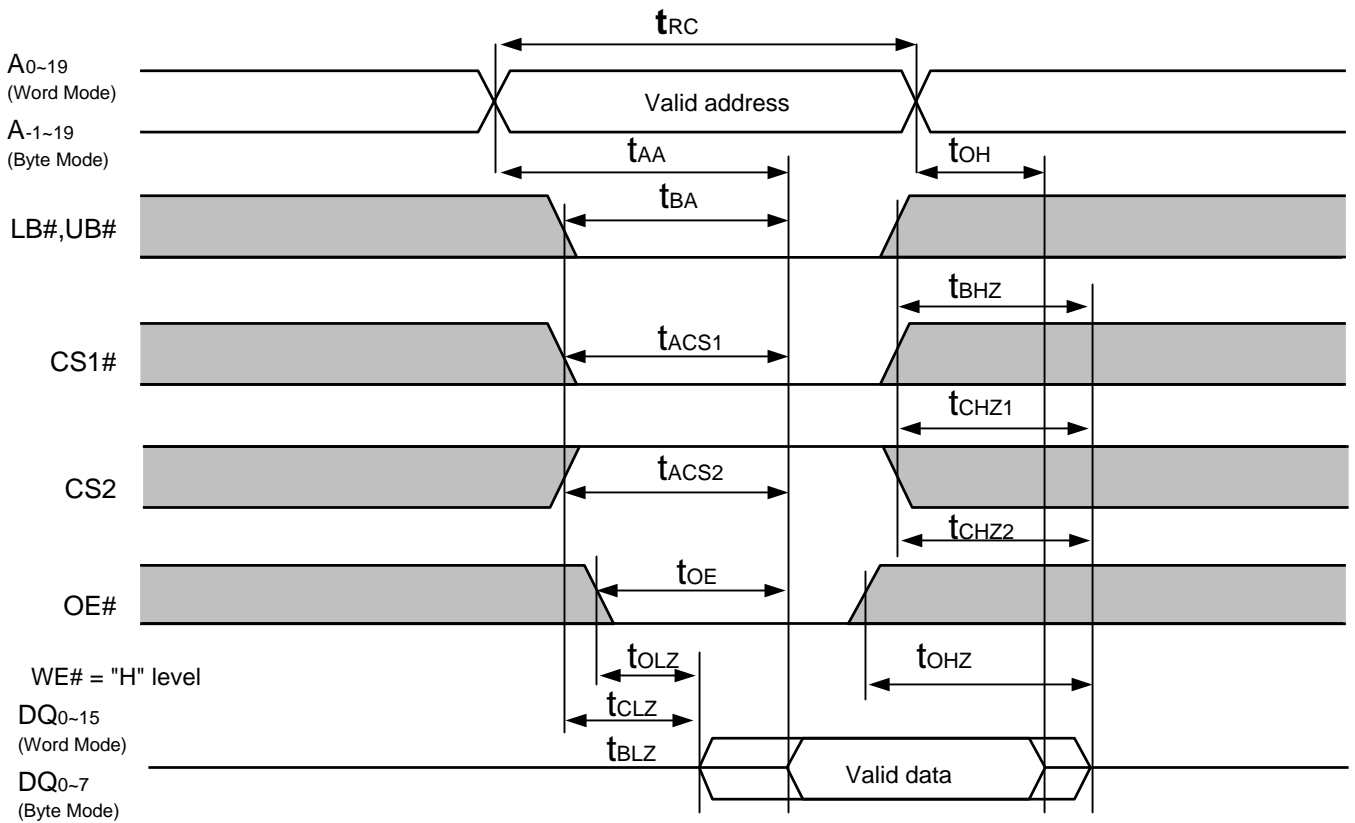 tRC
A0~19
(Word Mode)
Valid address
A-1~19
(Byte Mode)
tAA
tOH
tBA
LB#,UB#
tBHZ
tACS1
CS1#
tCHZ1
tACS2
CS2
tCHZ2
tOE
OE#
tOLZ
tOHZ
WE# = "H" level
tCLZ
DQ0~15
(Word Mode)
tBLZ
Valid data
DQ0~7
(Byte Mode)